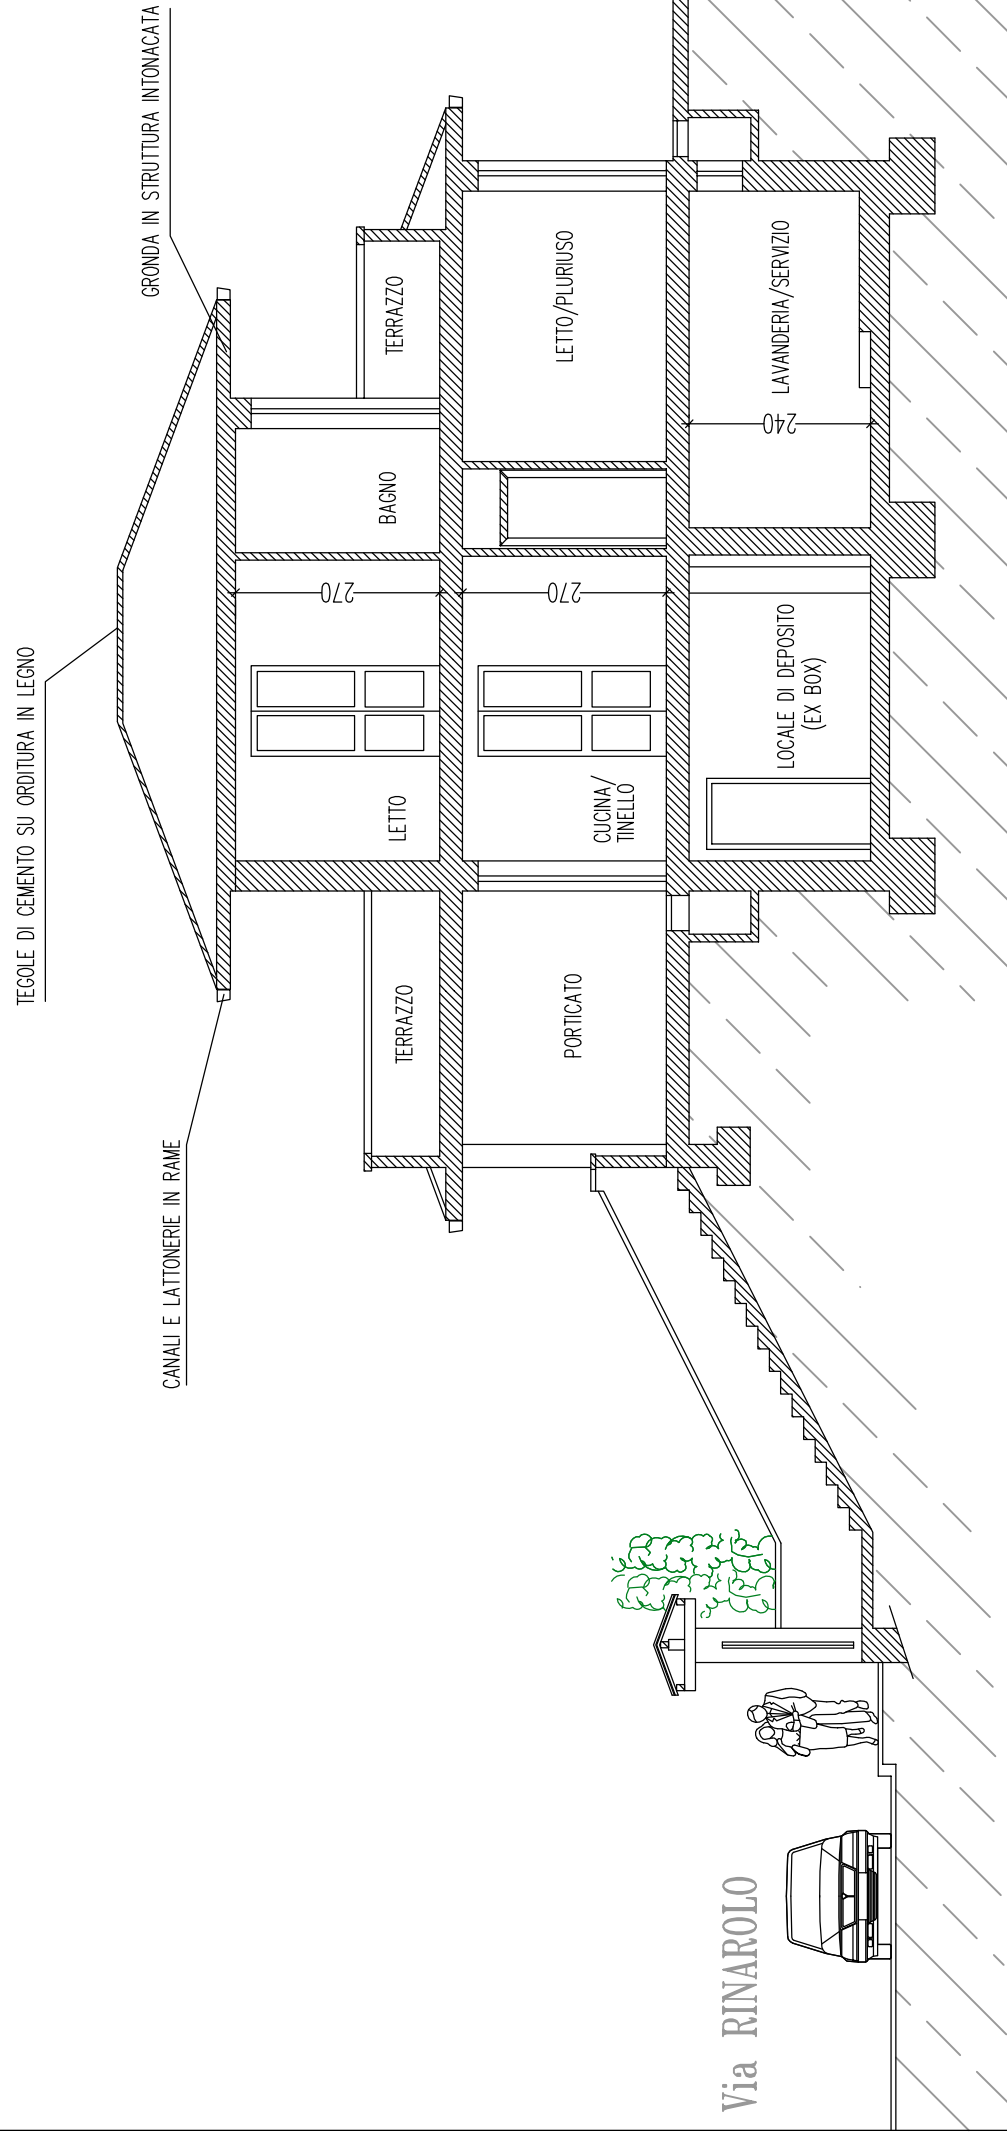 TEGOLE DI CEMENTO SU ORDITURA IN LEGNO
GRONDA IN STRUTTURA INTONACATA
CANALI E LATTONERIE IN RAME
TERRAZZO
LETTO
270
BAGNO
TERRAZZO
PORTICATO
CUCINA/
TINELLO
270
LETTO/PLURIUSO
LOCALE DI DEPOSITO
(EX BOX)
240
LAVANDERIA/SERVIZIO
Via RINAROLO